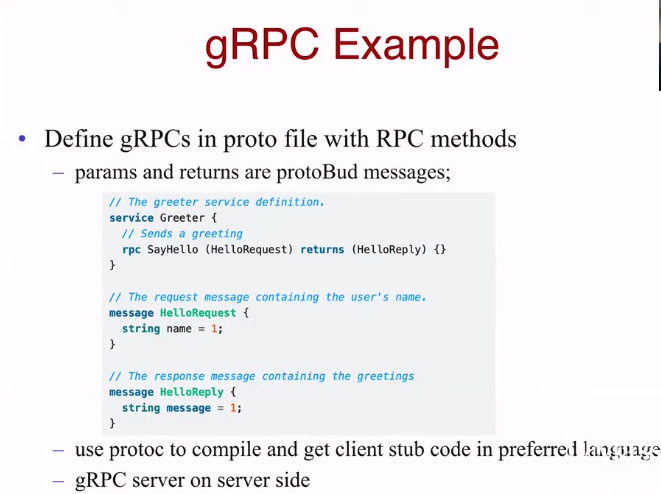 gRPC Example
• Define gRPCs in proto file with RPC methods
– params and returns are protoBud messages;
// The greeter service definition.
service Greeter {
// Sends a greeting
rpc SayHello (HelloRequest) returns (HelloReply) {}
}
// The request message containing the user's name.
message HelloRequest {
string name = 1;
}
// The response message containing the greetings
message HelloReply {
string message = 1;
}
– use protoc to compile and get client stub code in preferred language
– gRPC server on server side